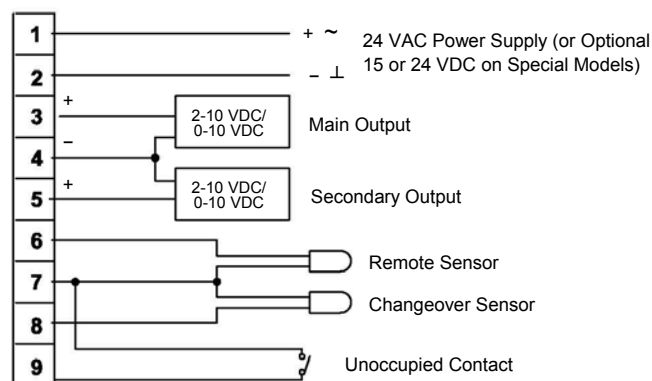 1
+ ~
24 VAC Power Supply (or Optional
2
– ⊥
15 or 24 VDC on Special Models)
3
+
2-10 VDC/
0-10 VDC
Main Output
4
–
5
+
2-10 VDC/
0-10 VDC
Secondary Output
6
Remote Sensor
7
Changeover Sensor
8
9
Unoccupied Contact